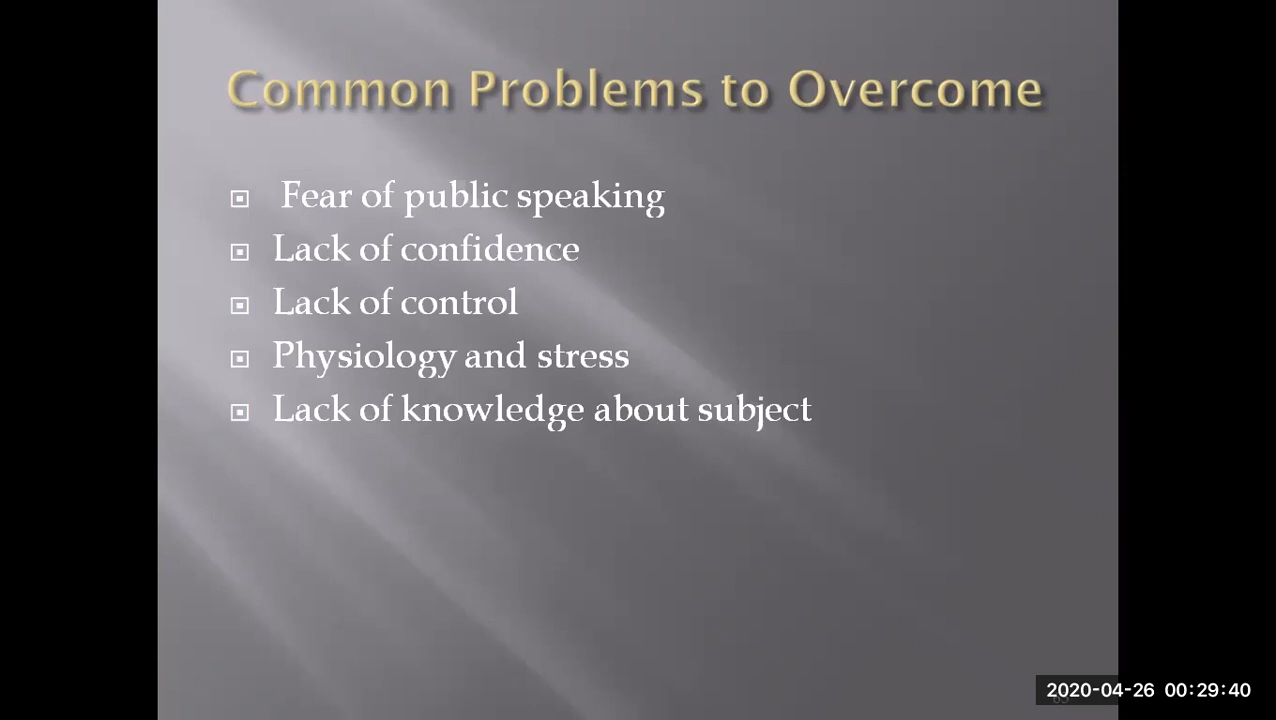 Common Problems to Overcome
Fear of public speaking
Lack of confidence
Lack of control
Physiology and stress
Lack of knowledge about subject
2020-04-26 00:29:40